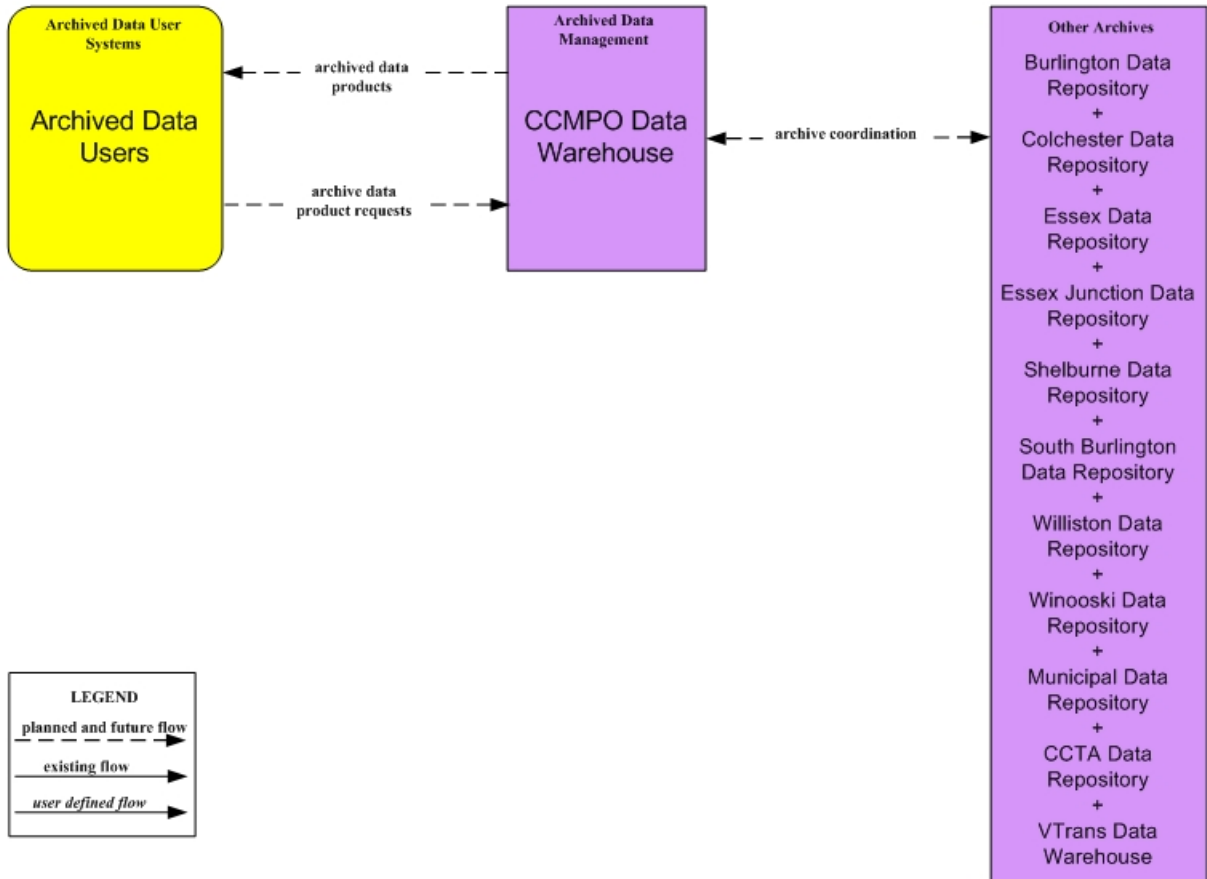 Archived Data User
Systems
Archived Data
Users
archived data
products
archive data
product requests
Archived Data
Management
CCMPO Data
Warehouse
archive coordination
Other Archives
Burlington Data
Repository
+
Colchester Data
Repository
+
Essex Data
Repository
+
Essex Junction Data
Repository
+
Shelburne Data
Repository
+
South Burlington
Data Repository
+
Williston Data
Repository
+
Winooski Data
Repository
+
Municipal Data
Repository
+
CCTA Data
Repository
+
VTrans Data
Warehouse
LEGEND
planned and future flow
existing flow
user defined flow